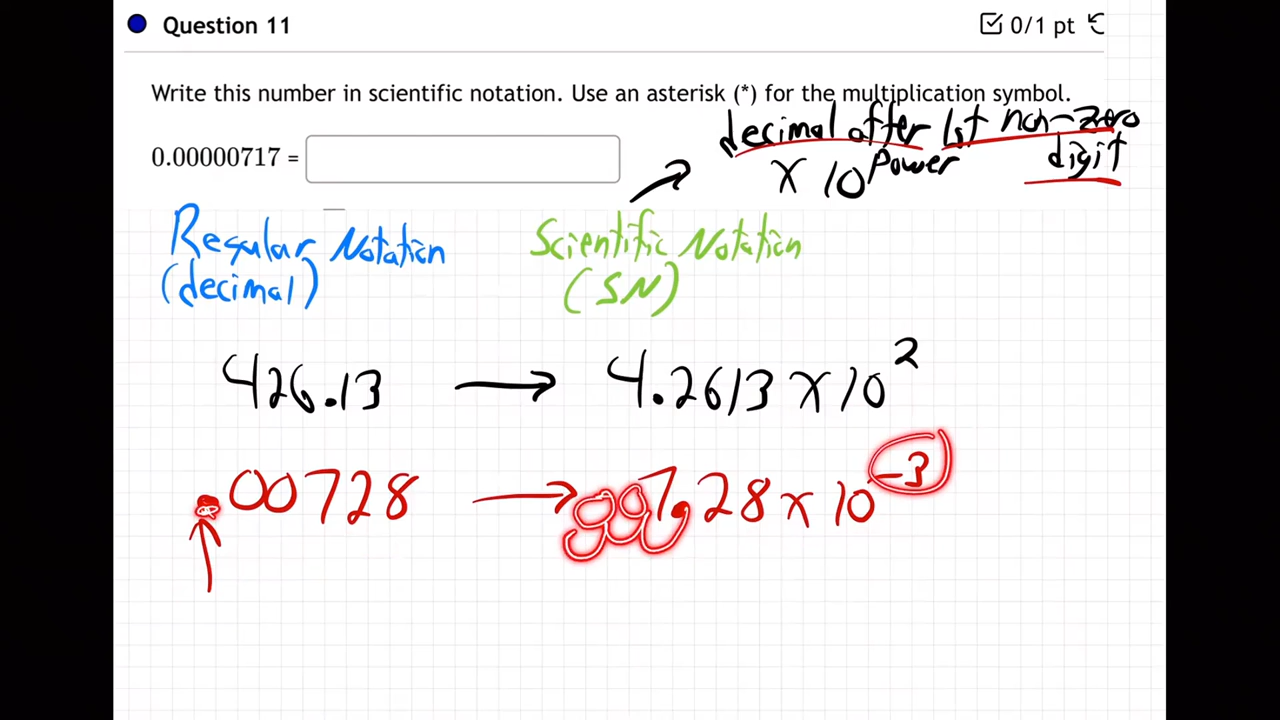 Question 11
0/1 pt
Write this number in scientific notation. Use an asterisk (*) for the multiplication symbol.
decimal after 1st non-zero
digit
0.00000717 =
x 10^Power
Regular Notation
(decimal)
Scientific Notation
(SN)
426.13 → 4.2613 x 10^2
.00728 → 007.28 x 10^-3